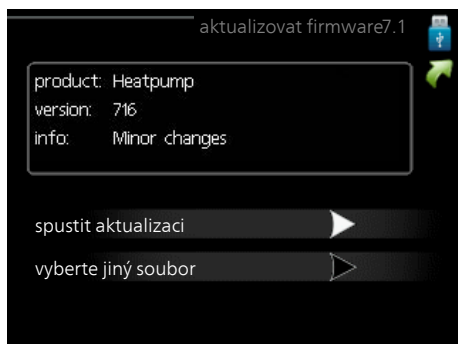 aktualizovat firmware7.1
product: Heatpump
version: 716
info: Minor changes
spustit aktualizaci
vyberte jiný soubor